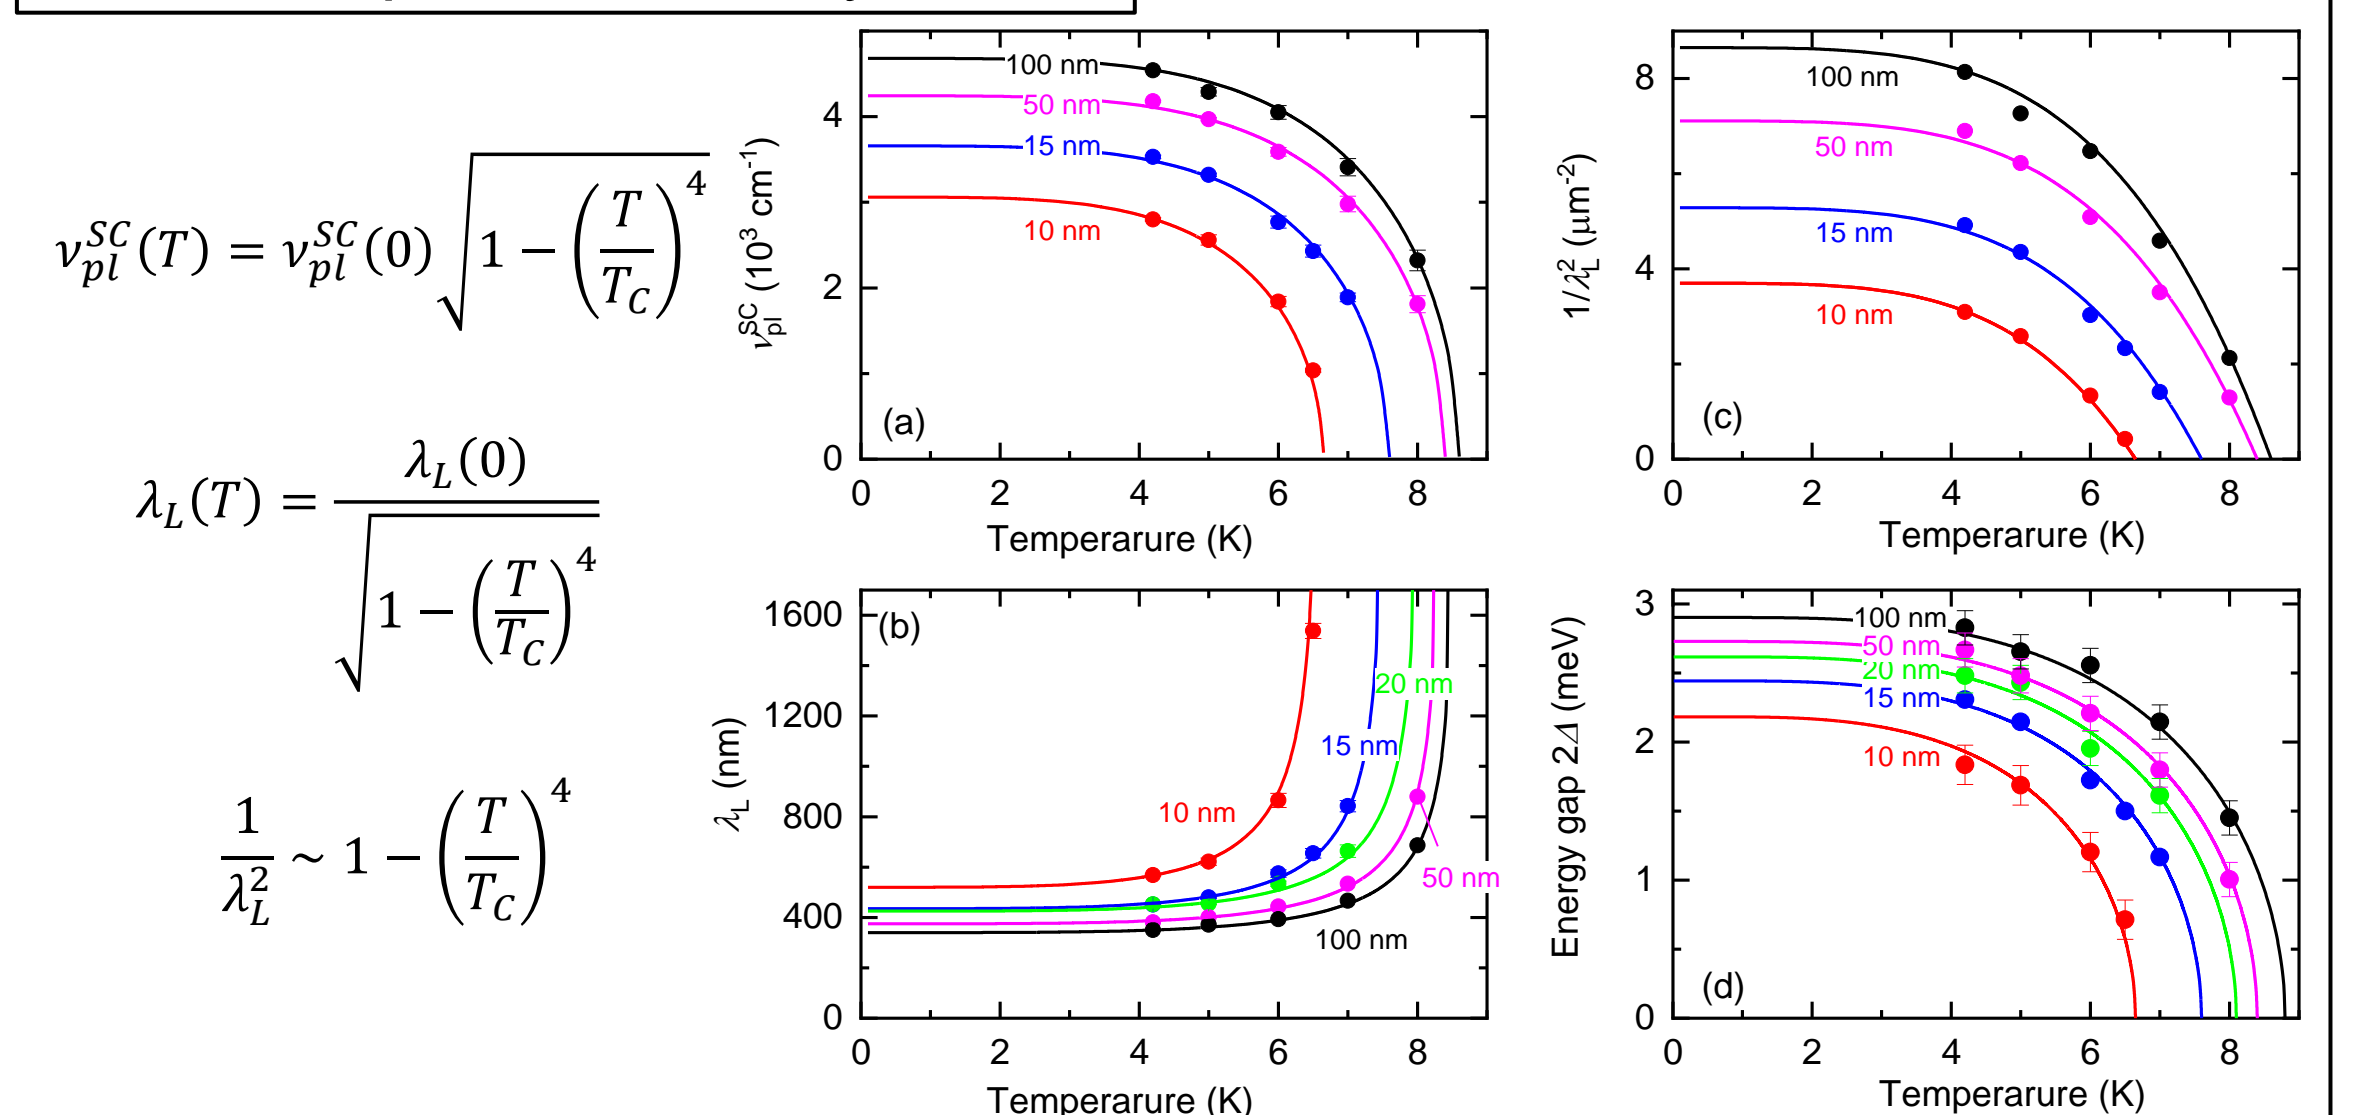 ν_pl^SC(T) = ν_pl^SC(0) √(1 − (T/T_C)^4)
λ_L(T) = λ_L(0) / √(1 − (T/T_C)^4)
1/λ_L^2 ~ 1 − (T/T_C)^4
ν_pl^SC (10^3 cm^-1)
4
2
0
100 nm
50 nm
15 nm
10 nm
(a)
0 2 4 6 8
Temperarure (K)
1/λ_L^2 (μm^-2)
8
4
0
100 nm
50 nm
15 nm
10 nm
(c)
0 2 4 6 8
Temperarure (K)
λ_L (nm)
1600
1200
800
400
0
(b)
20 nm
15 nm
10 nm
50 nm
100 nm
0 2 4 6 8
Temperarure (K)
Energy gap 2Δ (meV)
3
2
1
0
100 nm
50 nm
20 nm
15 nm
10 nm
(d)
0 2 4 6 8
Temperarure (K)